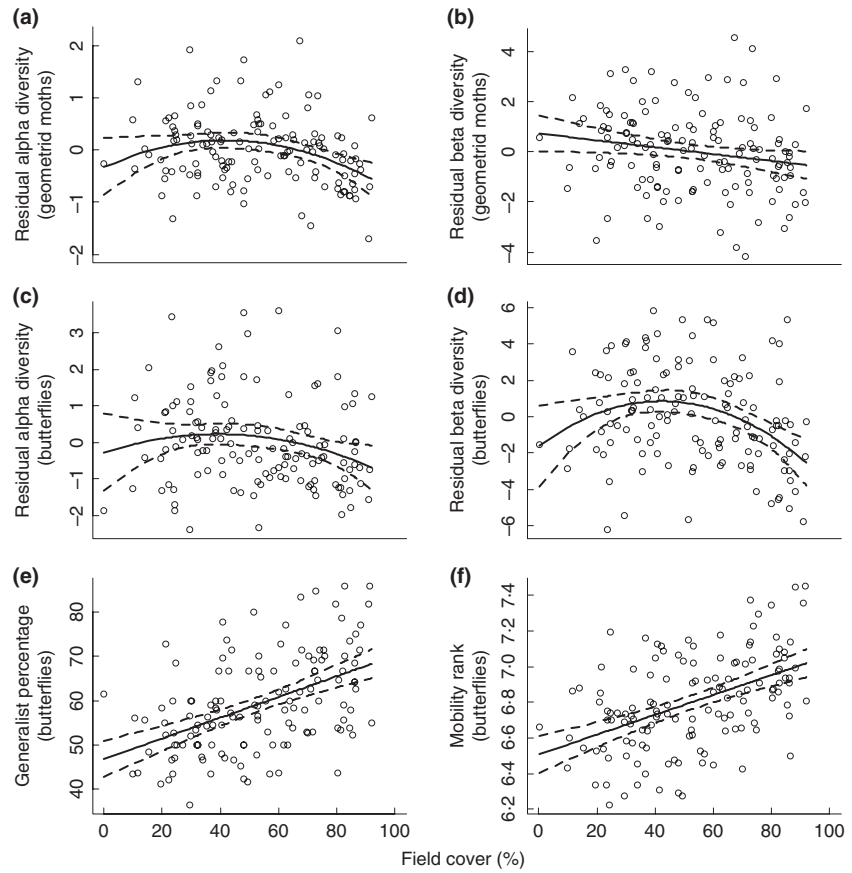 (a)
Residual alpha diversity
(geometrid moths)
2
1
0
−1
−2
(b)
Residual beta diversity
(geometrid moths)
4
2
0
−2
−4
(c)
Residual alpha diversity
(butterflies)
3
2
1
0
−1
−2
(d)
Residual beta diversity
(butterflies)
6
4
2
0
−2
−4
−6
(e)
Generalist percentage
(butterflies)
80
70
60
50
40
0 20 40 60 80 100
(f)
Mobility rank
(butterflies)
7·4
7·2
7·0
6·8
6·6
6·4
6·2
0 20 40 60 80 100
Field cover (%)